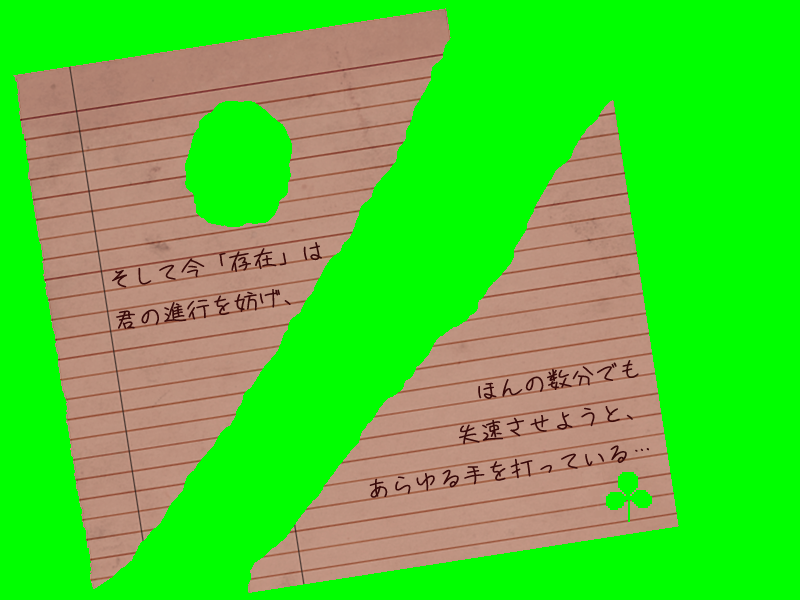 そして今「存在」は
君の進行を妨げ、
ほんの数分でも
失速させようと、
あらゆる手を打っている…